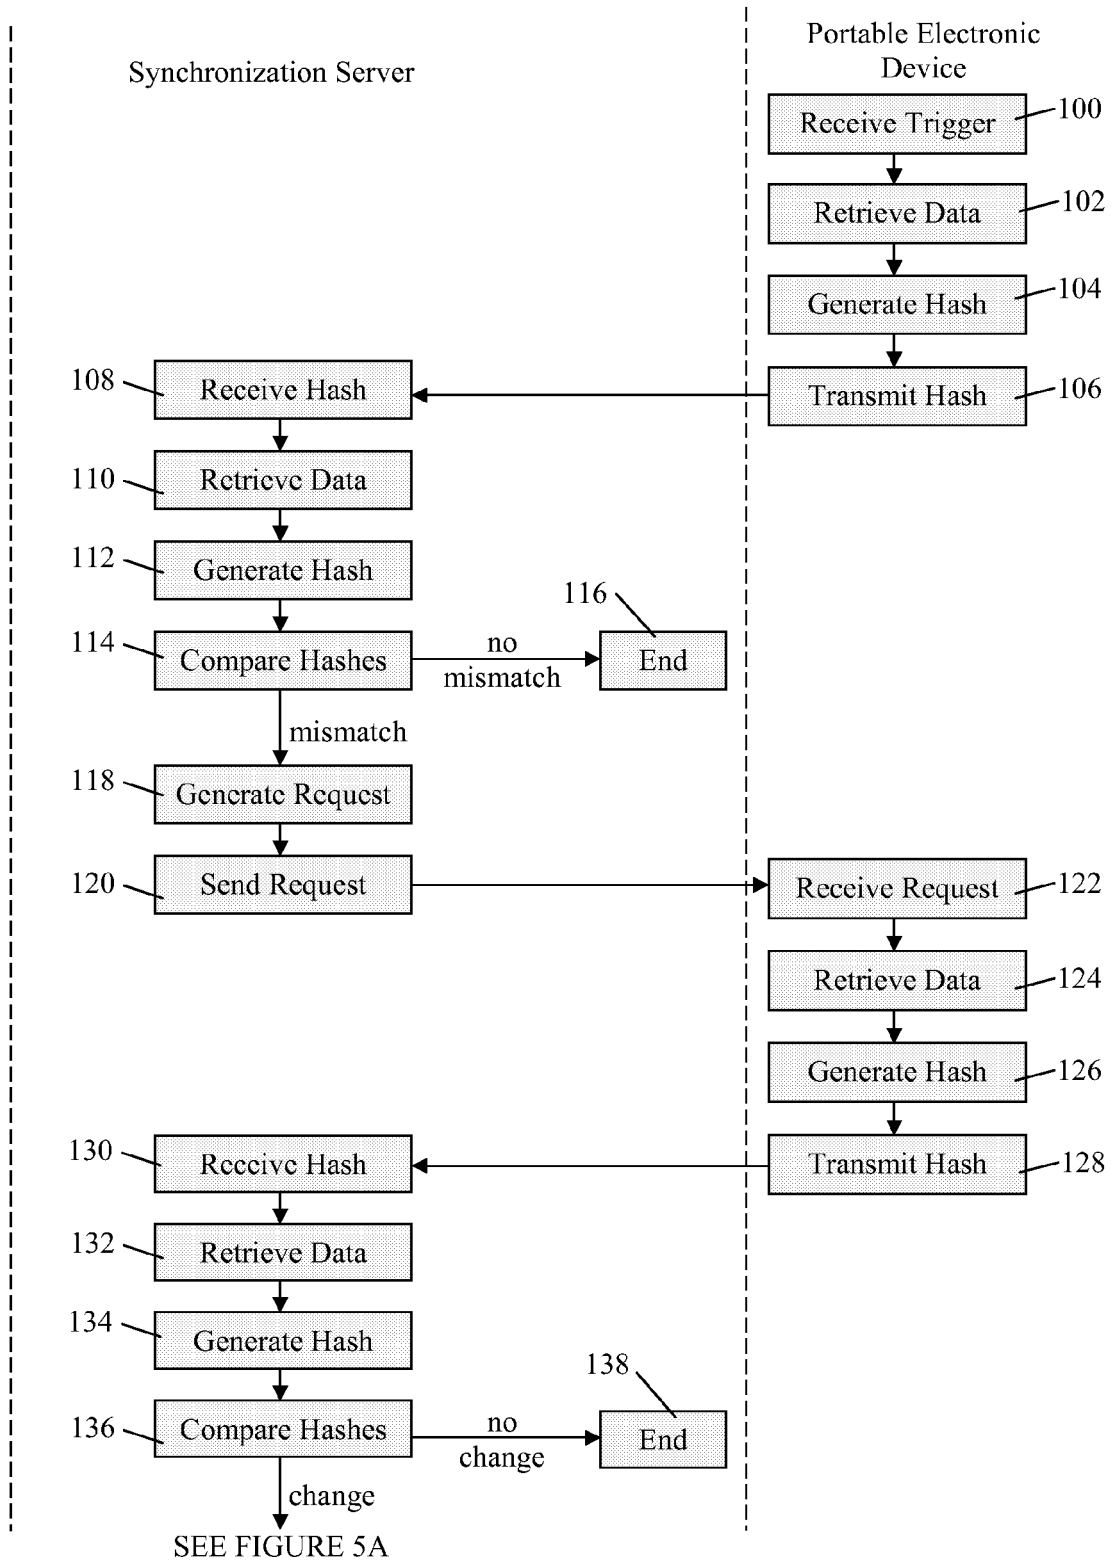 Synchronization Server
Portable Electronic
Device
Receive Trigger
100
Retrieve Data
102
Generate Hash
104
108
Receive Hash
Transmit Hash
106
110
Retrieve Data
112
Generate Hash
114
Compare Hashes
no
mismatch
116
End
mismatch
118
Generate Request
120
Send Request
Receive Request
122
Retrieve Data
124
Generate Hash
126
130
Receive Hash
Transmit Hash
128
132
Retrieve Data
134
Generate Hash
136
Compare Hashes
no
change
138
End
change
SEE FIGURE 5A